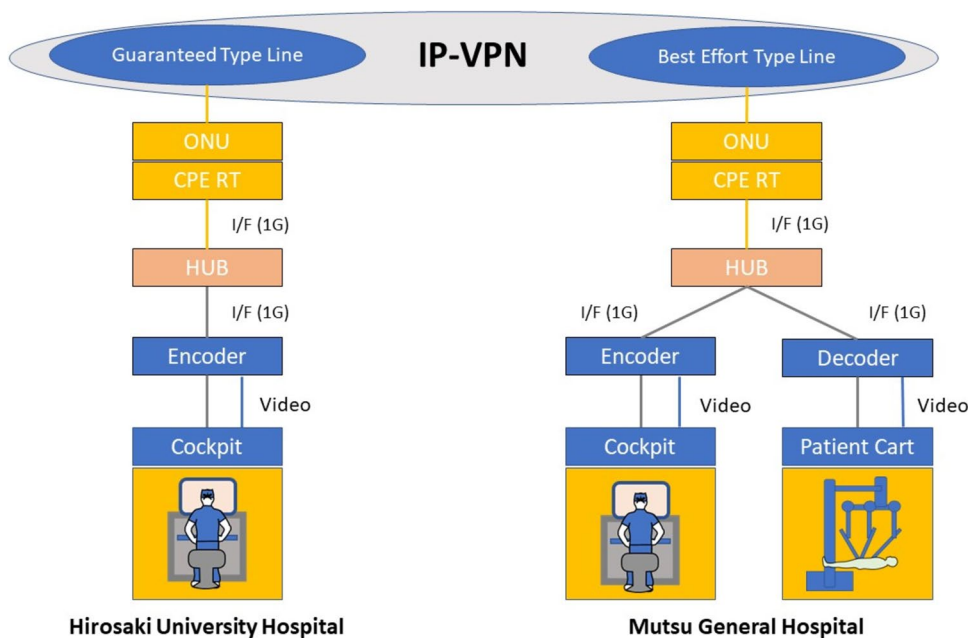 IP-VPN
Guaranteed Type Line
Best Effort Type Line
ONU
CPE RT
I/F (1G)
HUB
I/F (1G)
Encoder
Video
Cockpit
Hirosaki University Hospital
ONU
CPE RT
I/F (1G)
HUB
I/F (1G)
I/F (1G)
Encoder
Decoder
Video
Video
Cockpit
Patient Cart
Mutsu General Hospital